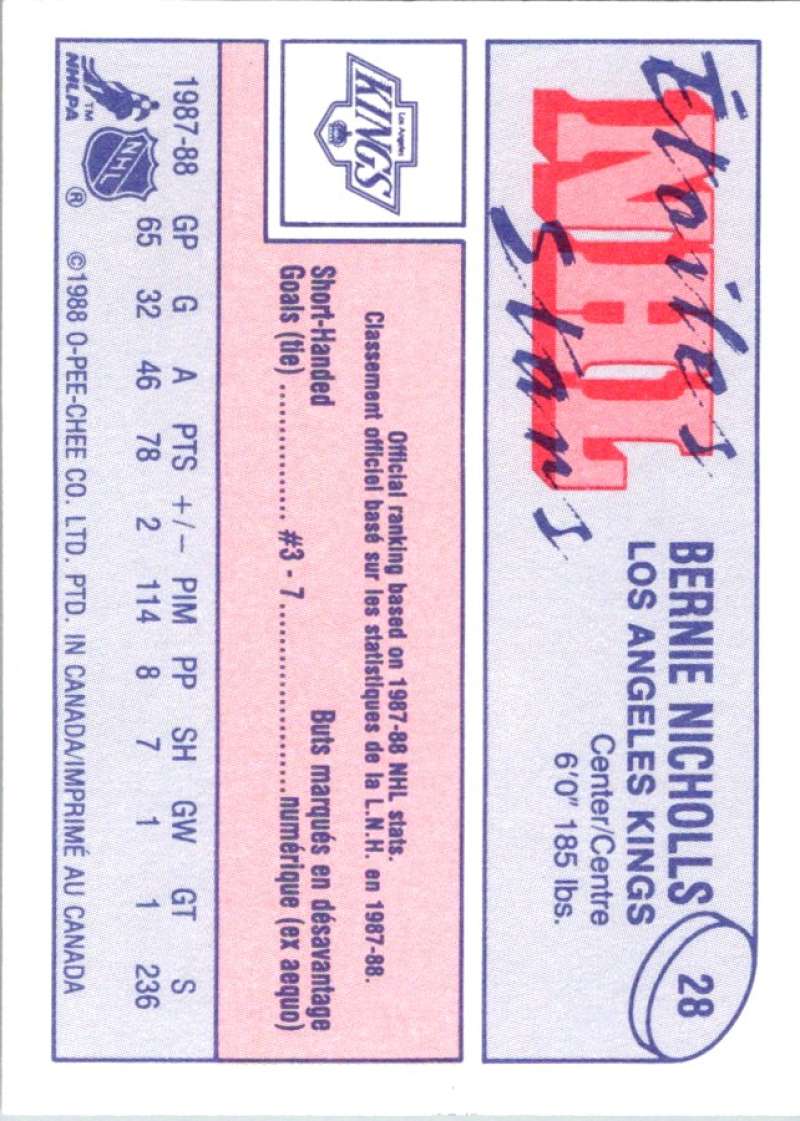 Étoiles
NHL
Stars
BERNIE NICHOLLS
LOS ANGELES KINGS
Center/Centre
6'0" 185 lbs.
28
Los Angeles
KINGS
Official ranking based on 1987-88 NHL stats.
Classement officiel basé sur les statistiques de la L.N.H. en 1987-88.
Short-Handed Buts marqués en désavantage
Goals (tie) ................. #3 - 7 ........................numérique (ex aequo)
1987-88 GP G A PTS +/− PIM PP SH GW GT S
65 32 46 78 2 114 8 7 1 1 236
TM
NHLPA
NHL
® ©1988 O-PEE-CHEE CO. LTD. PTD. IN CANADA/IMPRIMÉ AU CANADA